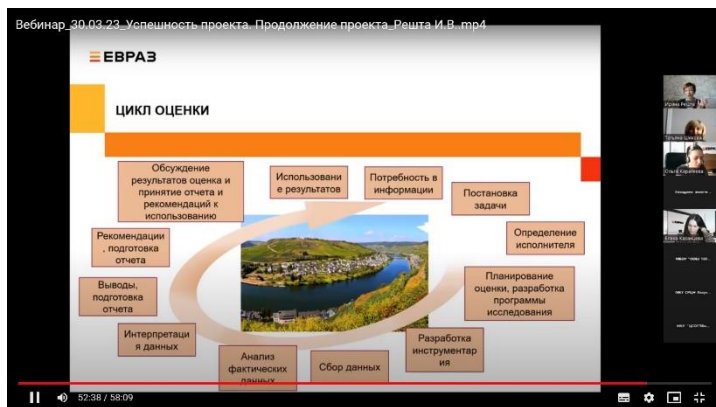 Вебинар_30.03.23_Успешность проекта. Продолжение проекта_Решта И.В..mp4
ЕВРАЗ
ЦИКЛ ОЦЕНКИ
Обсуждение
результатов оценка и
принятие отчета и
рекомендаций к
использованию
Использовани
е результатов
Потребность в
информации
Постановка
задачи
Определение
исполнителя
Планирование
оценки, разработка
программы
исследования
Разработка
инструментар
ия
Сбор данных
Анализ
фактических
данных
Интерпретаци
я данных
Выводы,
подготовка
отчета
Рекомендации
, подготовка
отчета
Ирина Решта
52:38 / 58:09